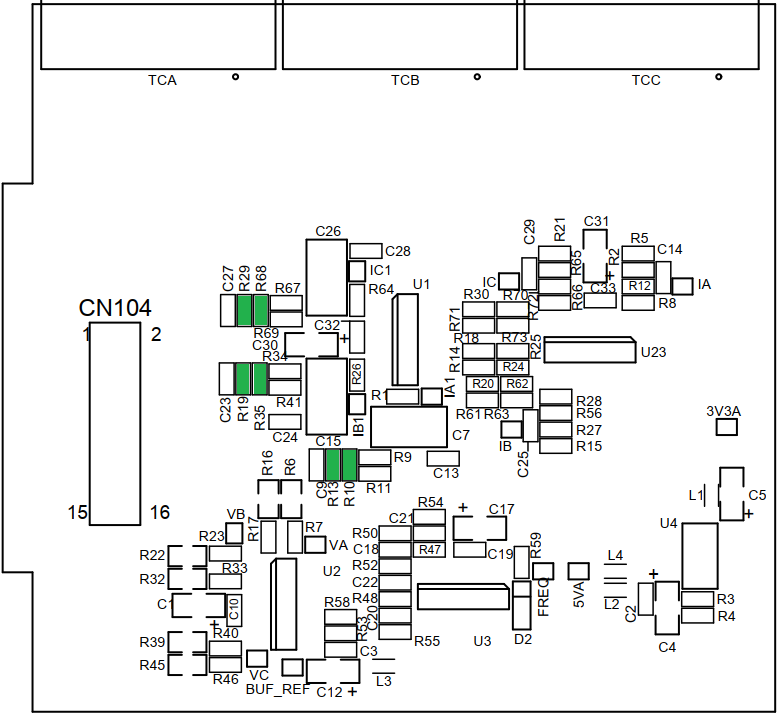 TCA TCB TCC
C26 C28 IC1 R64 U1
C27 R29 R68 R67
CN104
1 2
15 16
R69 C30 C32 R34
C23 R19 R35 R41 C24 R26 IB1 R1 IA1
C15 C7 C13
C9 R13 R10 R9 R11
C29 R21 C31 R5 C14
IC R65 R2 R12 IA
R30 R70 R72 R66 C33 R8
R71 R18 R73
R14 R24 R25 U23
R20 R62
R61 R63
IB C25 R28 R56 R27 R15
3V3A
L1 C5 U4
R16 R6
VB R17 R7 VA
R23 R22 R33 R32
C1 C10 U2
R39 R40 R45 R46
VC BUF_REF C12 L3
R54 C21 C17
R50 C18 R47 C19 R59
R52 C22 R48 C20
R58 R53 C3 R55
U3 D2 FREQ 5VA
L4 L2 C2 C4 R3 R4